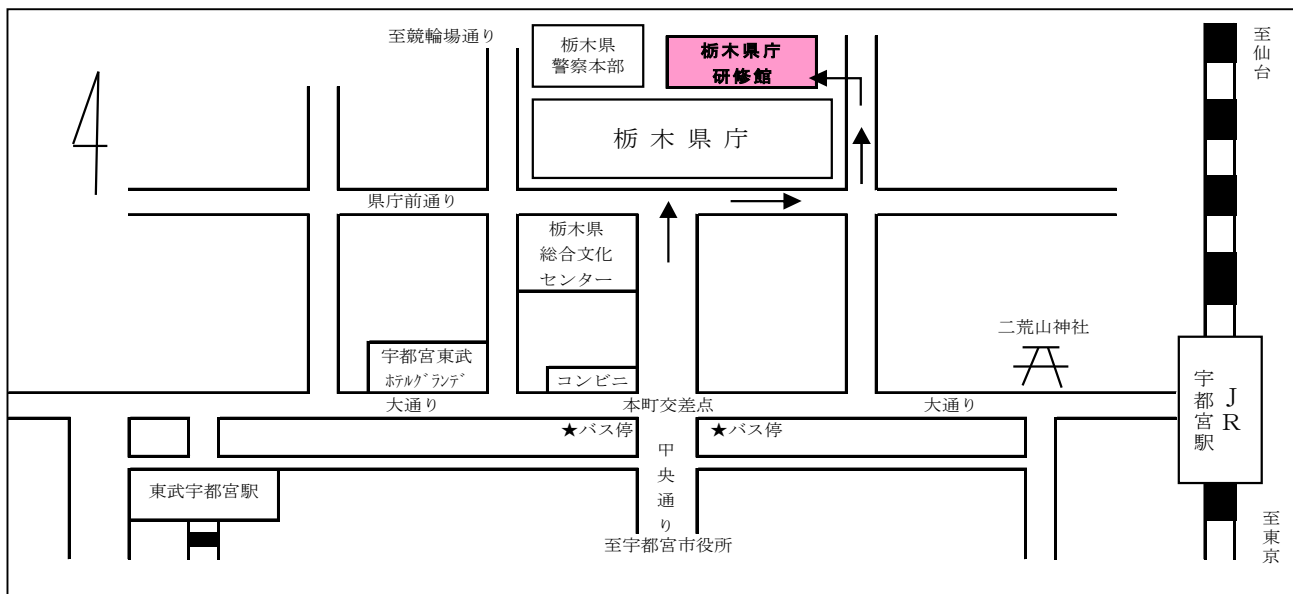 至競輪場通り
栃木県
警察本部
栃木県庁
研修館
至仙台
栃木県庁
県庁前通り
栃木県
総合文化
センター
二荒山神社
宇都宮東武
ﾎﾃﾙｸﾞﾗﾝﾃﾞ
コンビニ
JR
宇都宮駅
大通り
本町交差点
大通り
★バス停
★バス停
中央通り
東武宇都宮駅
至宇都宮市役所
至東京